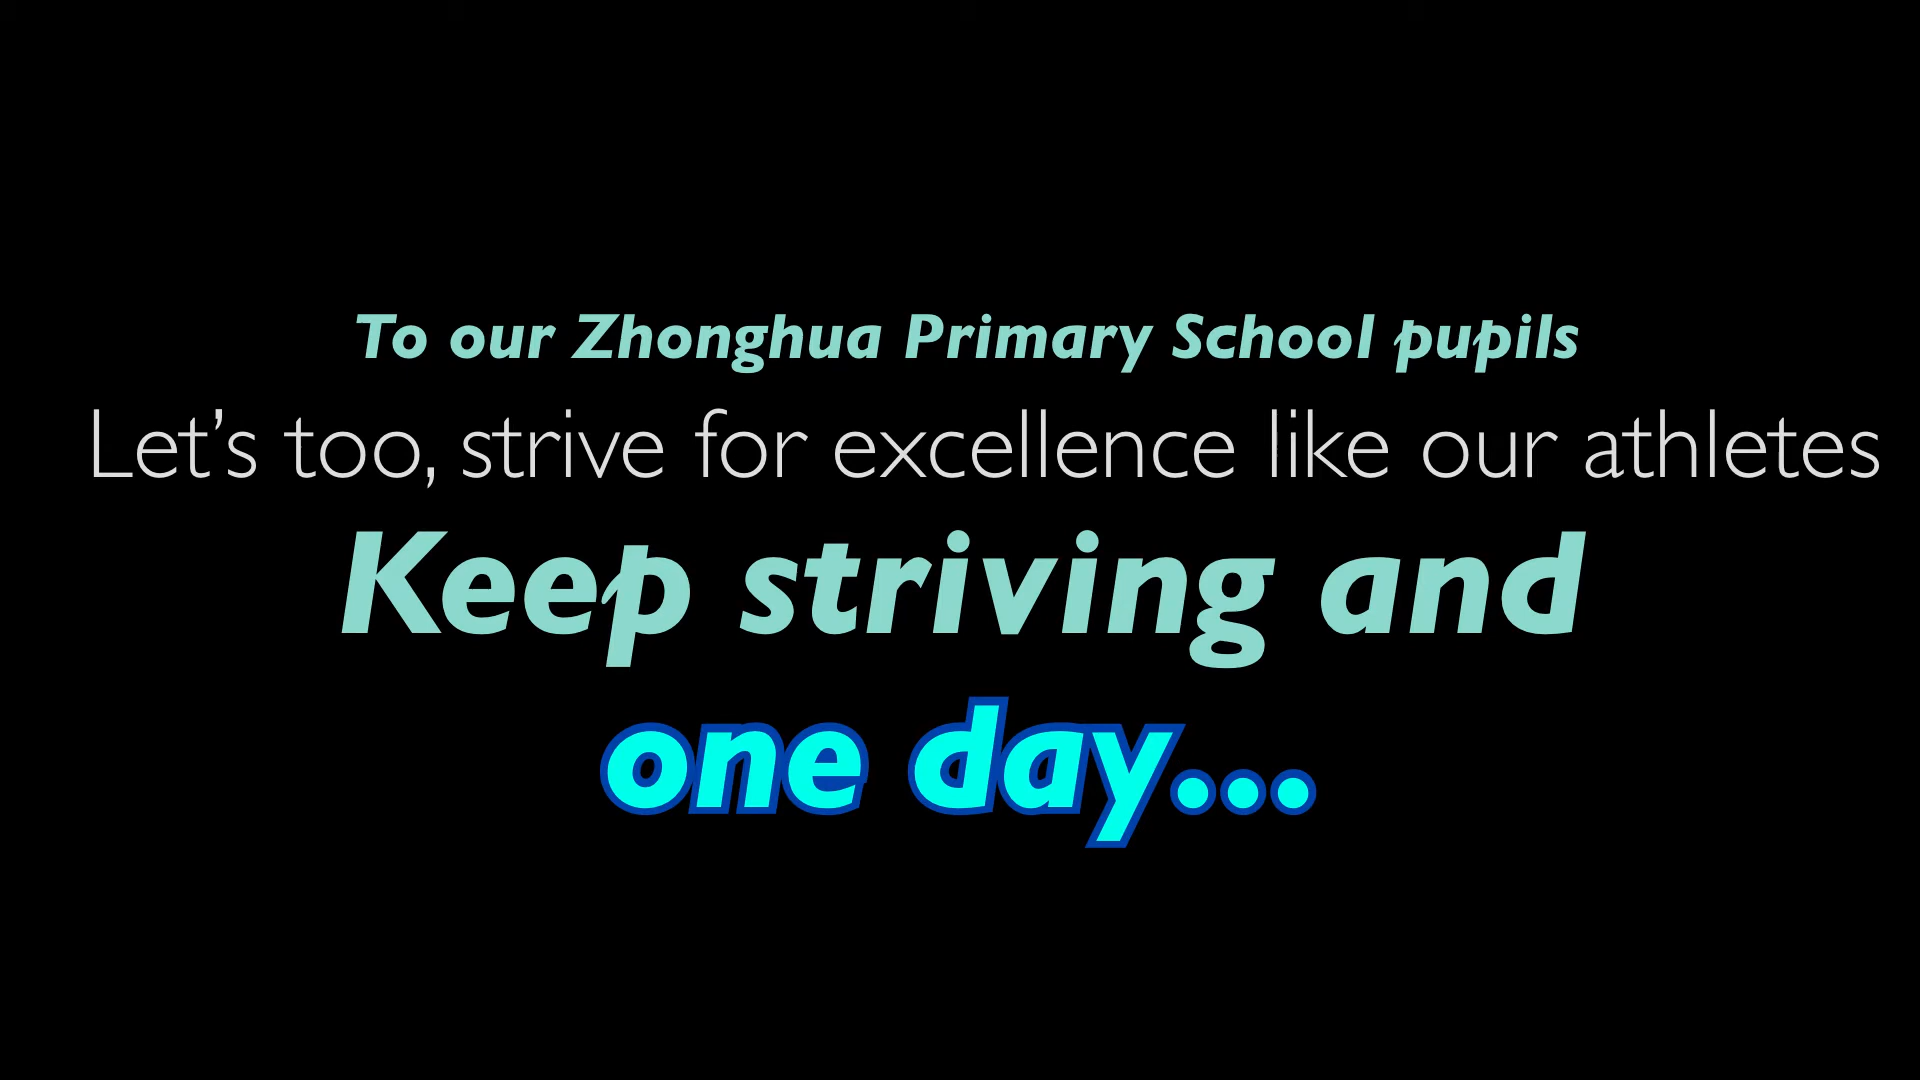 To our Zhonghua Primary School pupils
Let’s too, strive for excellence like our athletes
Keep striving and
one day...